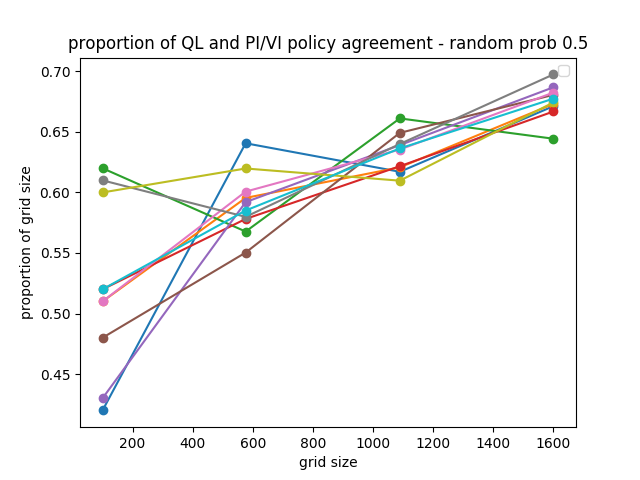 proportion of QL and PI/VI policy agreement - random prob 0.5
0.70
0.65
0.60
0.55
0.50
0.45
proportion of grid size
200 400 600 800 1000 1200 1400 1600
grid size